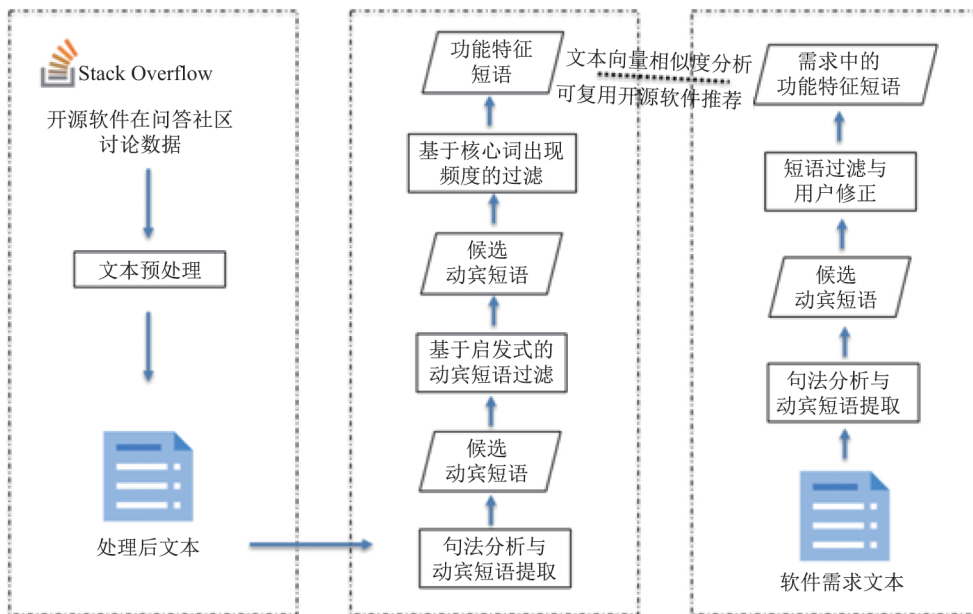 Stack Overflow
开源软件在问答社区
讨论数据
文本预处理
处理后文本
功能特征
短语
基于核心词出现
频度的过滤
候选
动宾短语
基于启发式的
动宾短语过滤
候选
动宾短语
句法分析与
动宾短语提取
文本向量相似度分析
可复用开源软件推荐
需求中的
功能特征短语
短语过滤与
用户修正
候选
动宾短语
句法分析与
动宾短语提取
软件需求文本